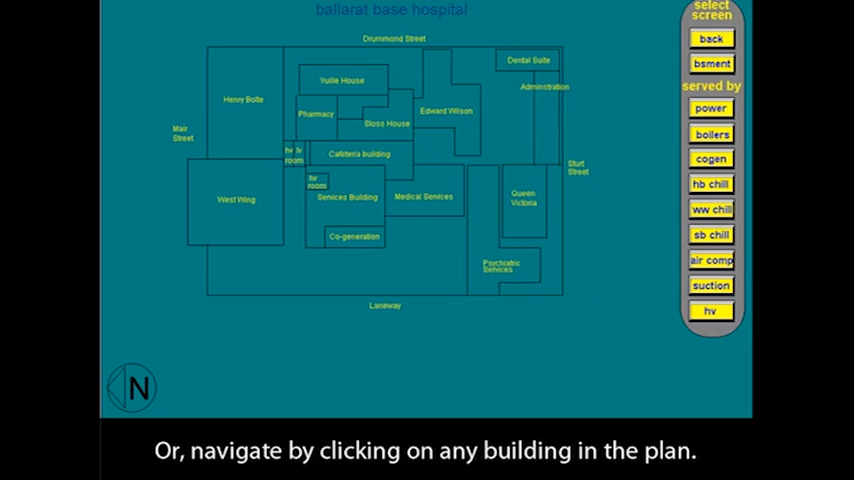 ballarat base hospital
Drummond Street
Dental Suite
Yuille House
Adminstration
Henry Bolte
Pharmacy
Sloss House
Edward Wilson
Mair
Street
hv lv
room
Cafeteria building
Sturt
Street
hv
room
West Wing
Services Building
Medical Services
Queen
Victoria
Co-generation
Psychiatric
Services
Laneway
N
select
screen
back
bsment
served by
power
boilers
cogen
hb chill
ww chill
sb chill
air comp
suction
hv
Or, navigate by clicking on any building in the plan.